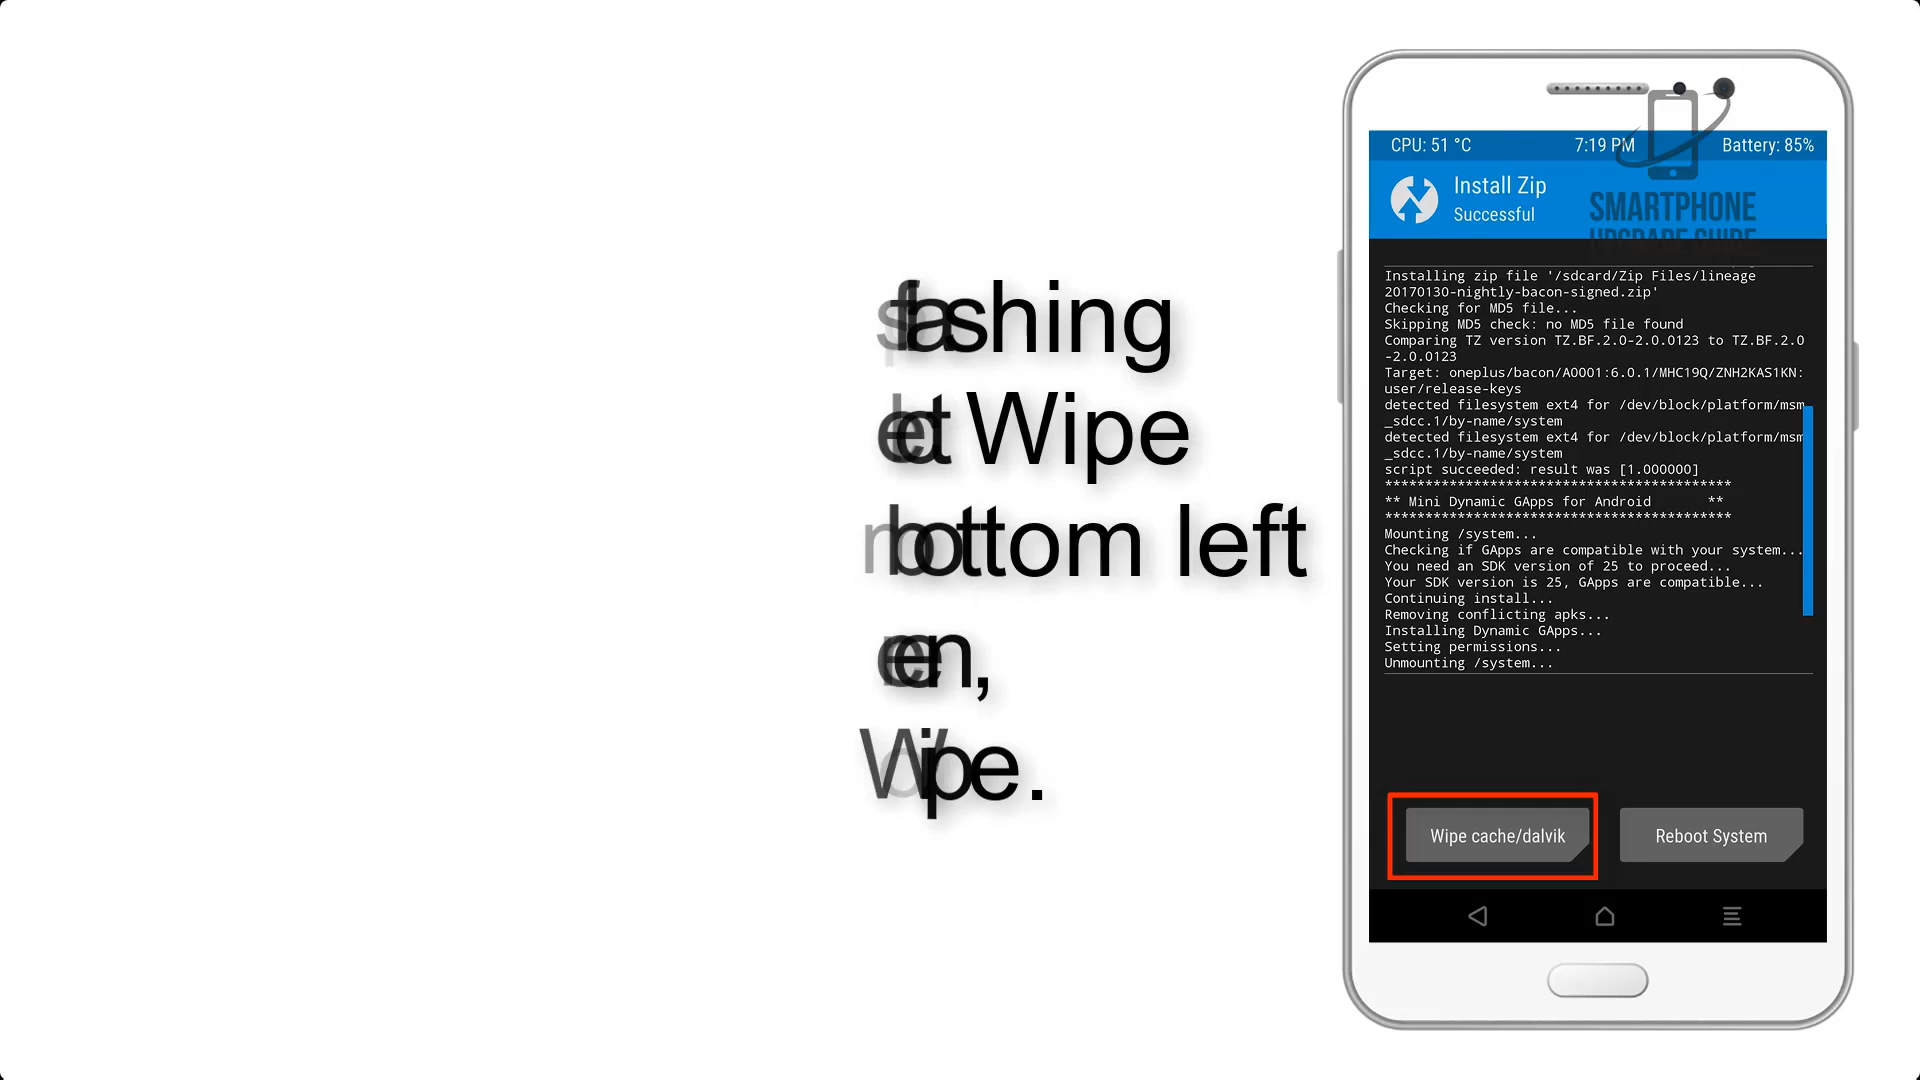 flashing
Wipe
bottom left
Wipe.
CPU: 51 °C
7:19 PM
Battery: 85%
Install Zip
Successful
SMARTPHONE
UPGRADE GUIDE
Installing zip file '/sdcard/Zip Files/lineage
20170130-nightly-bacon-signed.zip'
Checking for MD5 file...
Skipping MD5 check: no MD5 file found
Comparing TZ version TZ.BF.2.0-2.0.0123 to TZ.BF.2.0
-2.0.0123
Target: oneplus/bacon/A0001:6.0.1/MHC19Q/ZNH2KAS1KN:
user/release-keys
detected filesystem ext4 for /dev/block/platform/msm
_sdcc.1/by-name/system
detected filesystem ext4 for /dev/block/platform/msm
_sdcc.1/by-name/system
script succeeded: result was [1.000000]
*******************************************
** Mini Dynamic GApps for Android       **
*******************************************
Mounting /system...
Checking if GApps are compatible with your system...
You need an SDK version of 25 to proceed...
Your SDK version is 25, GApps are compatible...
Continuing install...
Removing conflicting apks...
Installing Dynamic GApps...
Setting permissions...
Unmounting /system...
Wipe cache/dalvik
Reboot System